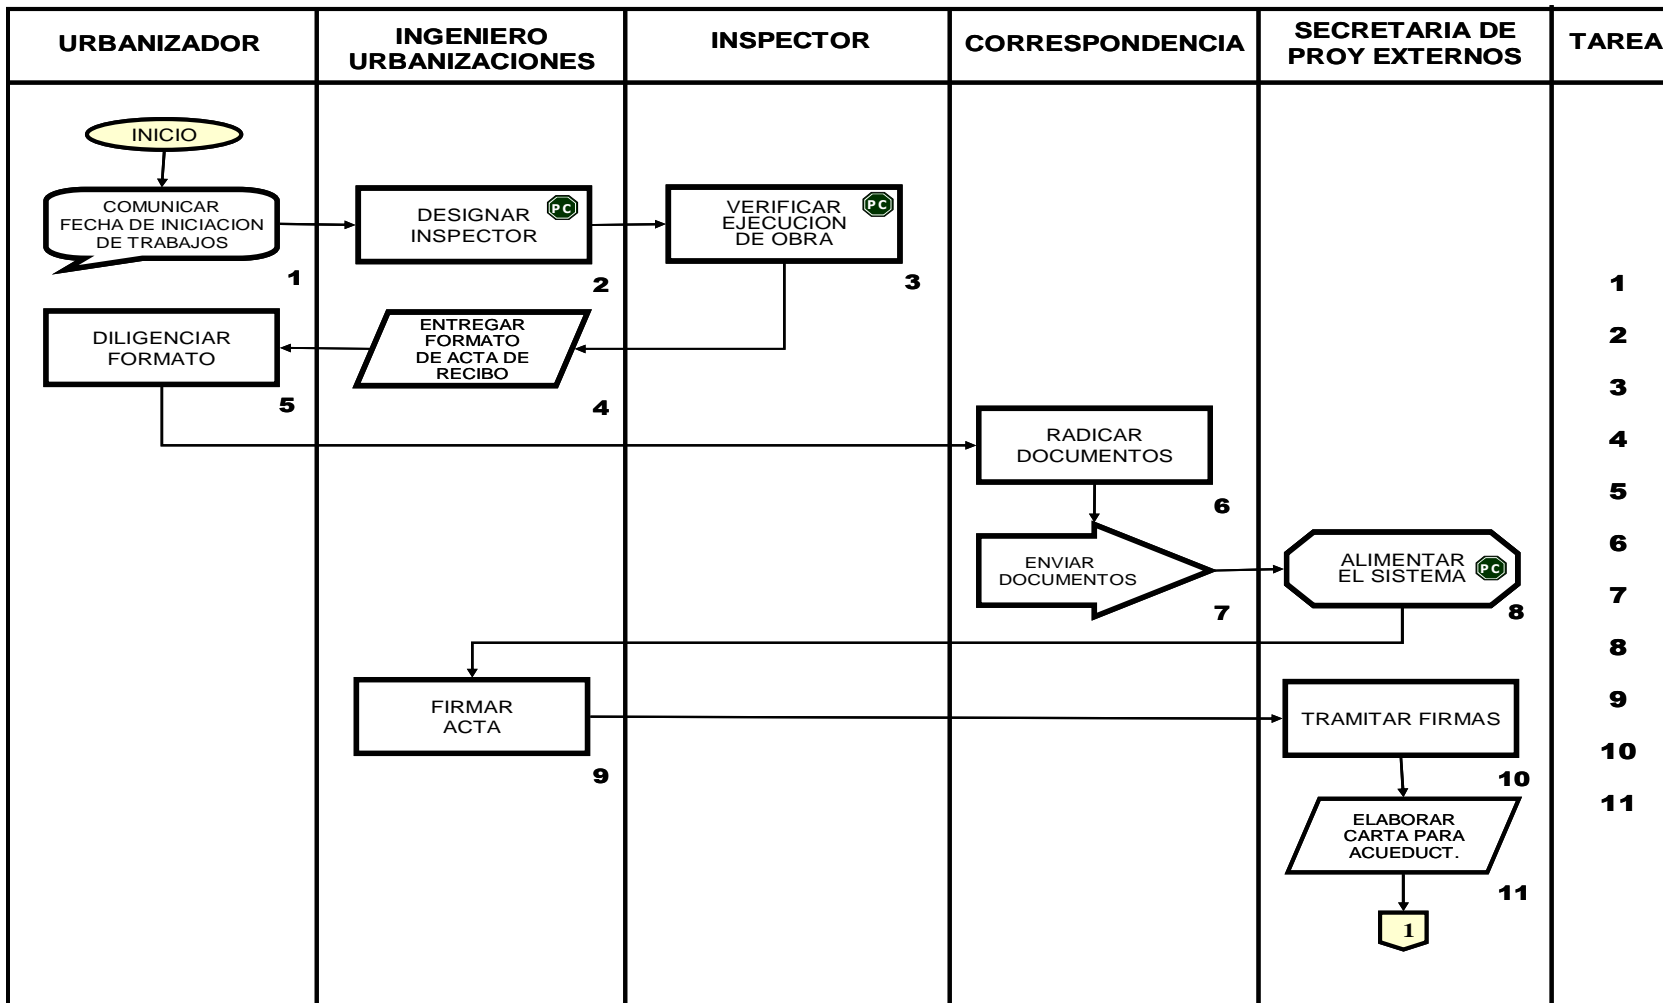 URBANIZADOR
INGENIERO
URBANIZACIONES
INSPECTOR
CORRESPONDENCIA
SECRETARIA DE
PROY EXTERNOS
TAREA
INICIO
COMUNICAR
FECHA DE INICIACION
DE TRABAJOS
1
DESIGNAR
INSPECTOR
PC
2
VERIFICAR
EJECUCION
DE OBRA
PC
3
DILIGENCIAR
FORMATO
5
ENTREGAR
FORMATO
DE ACTA DE
RECIBO
4
RADICAR
DOCUMENTOS
6
ENVIAR
DOCUMENTOS
7
ALIMENTAR
EL SISTEMA
PC
8
FIRMAR
ACTA
9
TRAMITAR FIRMAS
10
ELABORAR
CARTA PARA
ACUEDUCT.
11
1
1
2
3
4
5
6
7
8
9
10
11